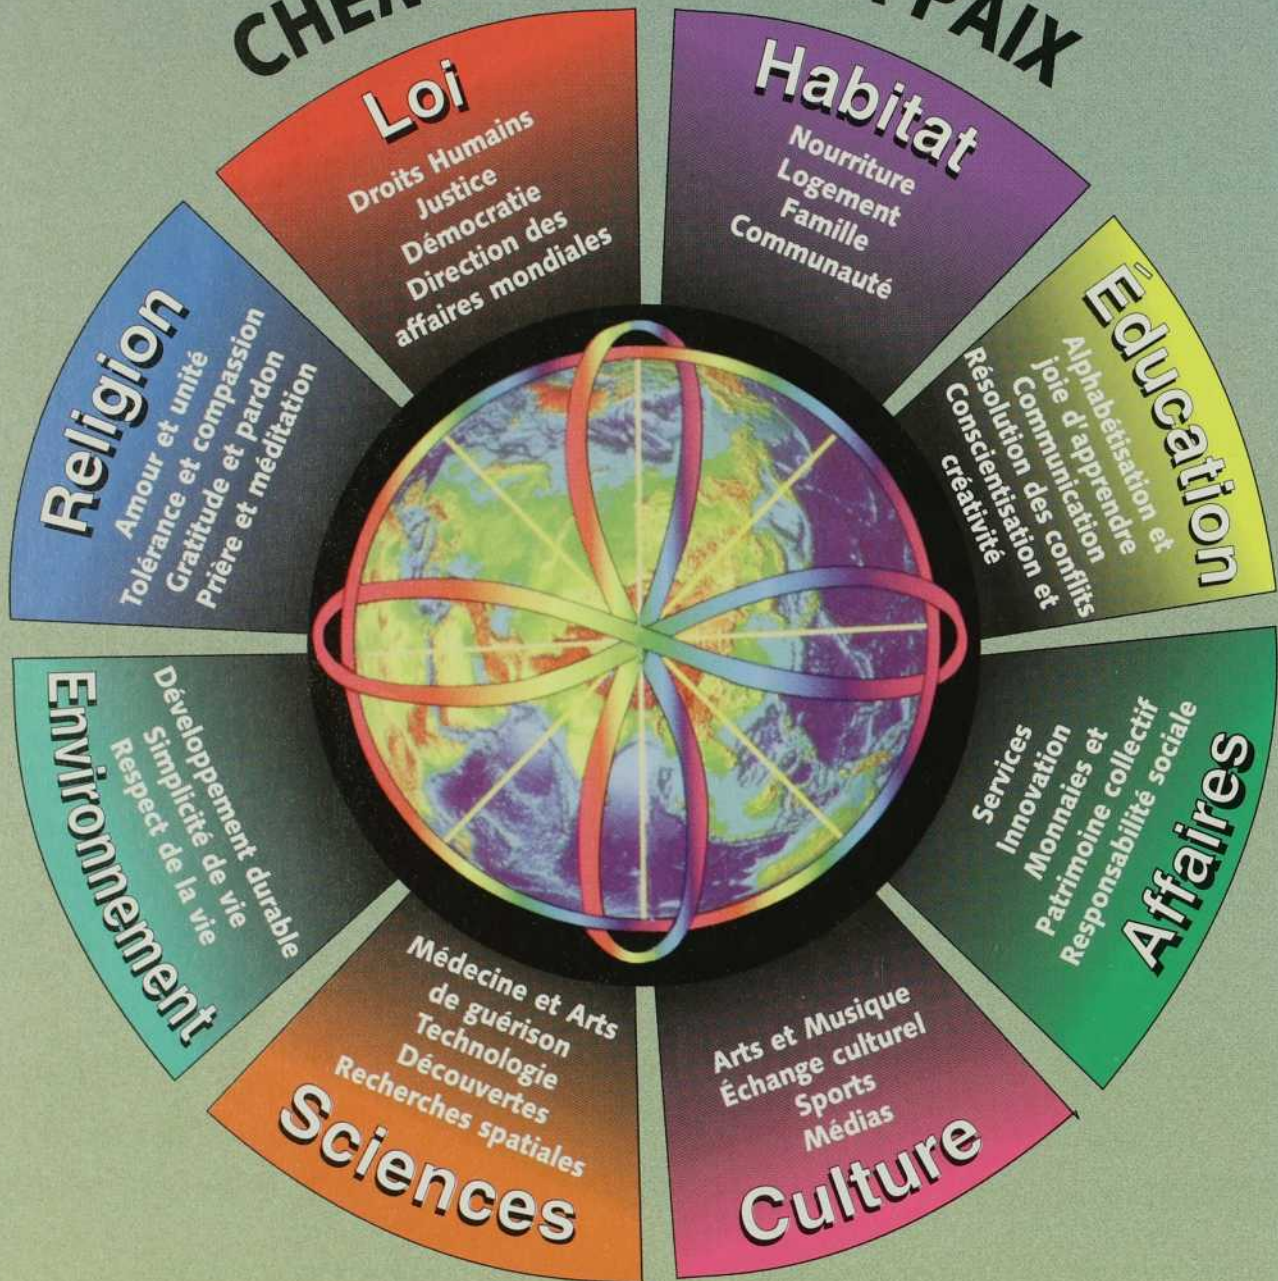 PAIX
Loi
Droits Humains
Justice
Démocratie
Direction des
affaires mondiales
Habitat
Nourriture
Logement
Famille
Communauté
Éducation
Alphabétisation et
joie d'apprendre
Communication
Résolution des conflits
Conscientisation et
créativité
Affaires
Services
Innovation
Monnaies et
Patrimoine collectif
Responsabilité sociale
Culture
Arts et Musique
Échange culturel
Sports
Médias
Sciences
Médecine et Arts
de guérison
Technologie
Découvertes
Recherches spatiales
Environnement
Développement durable
Simplicité de vie
Respect de la vie
Religion
Amour et unité
Tolérance et compassion
Gratitude et pardon
Prière et méditation